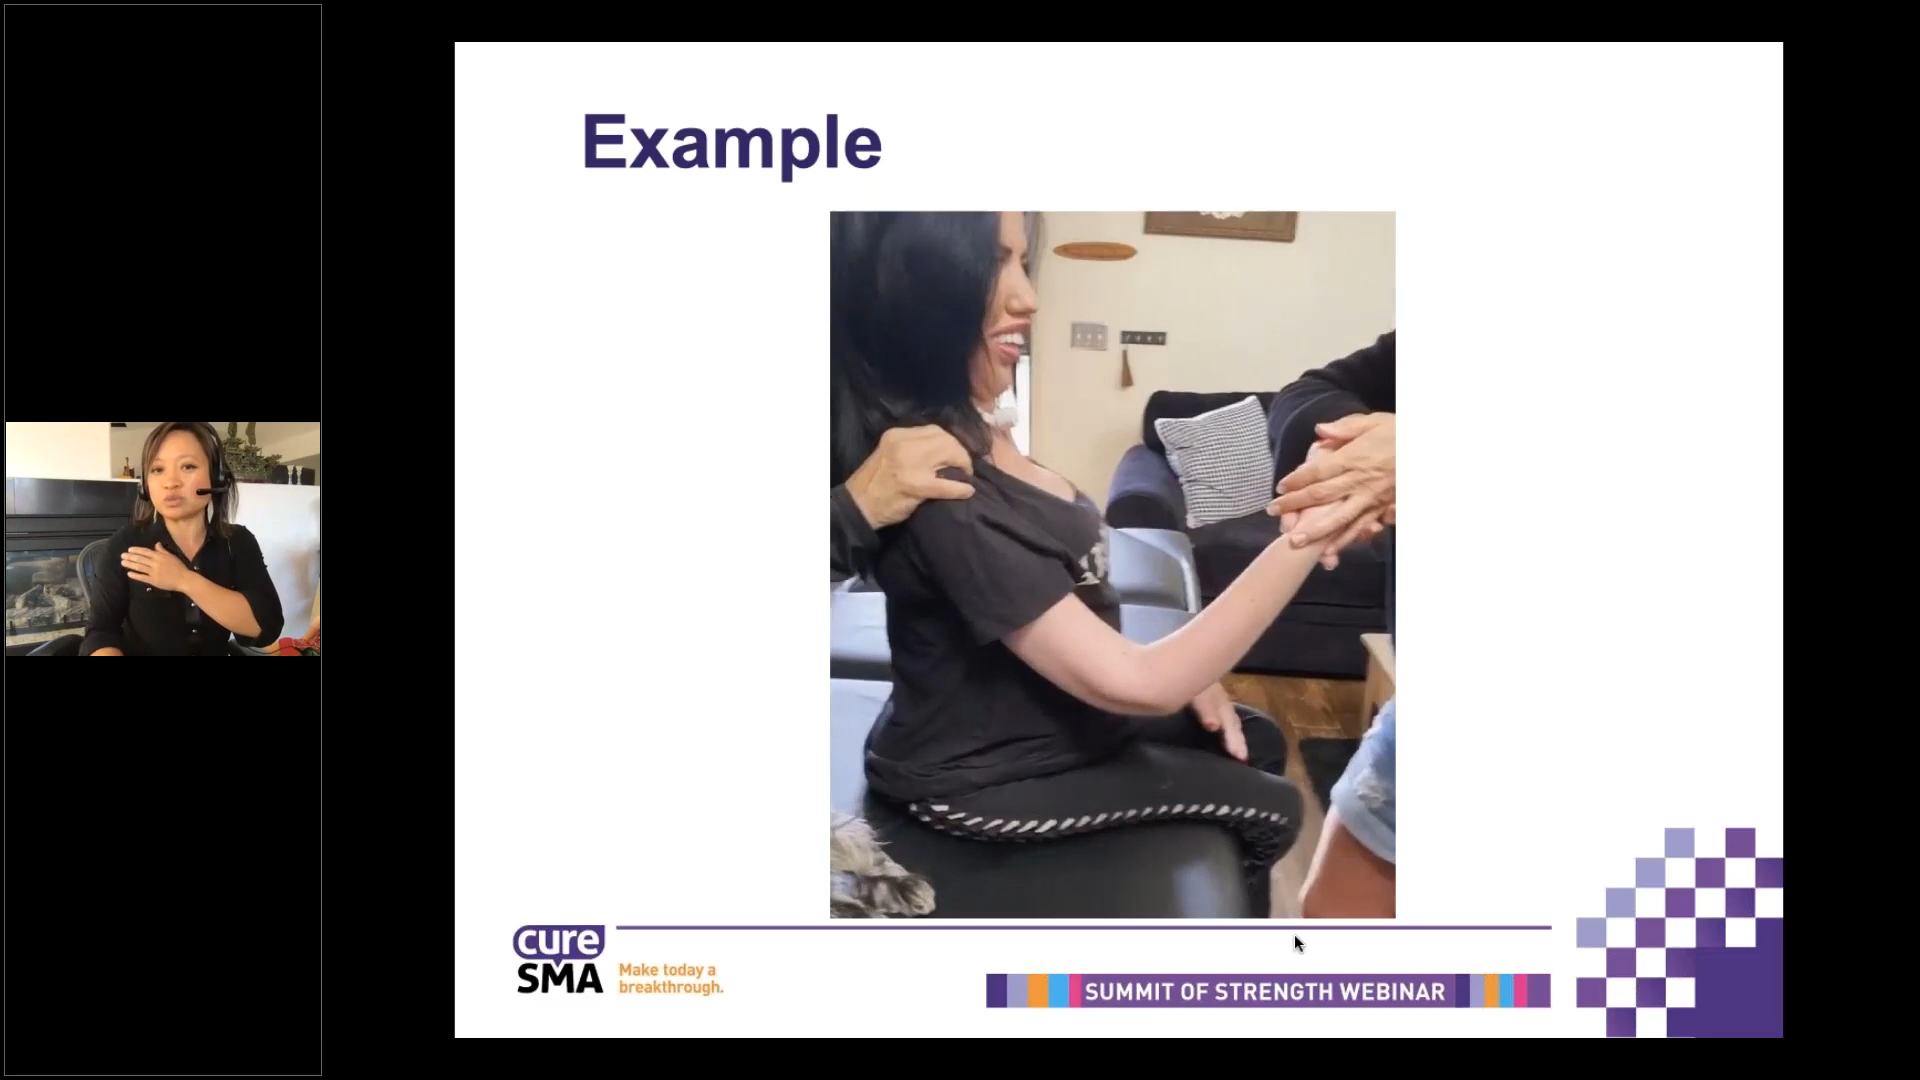 Example
cure
SMA
Make today a
breakthrough.
SUMMIT OF STRENGTH WEBINAR